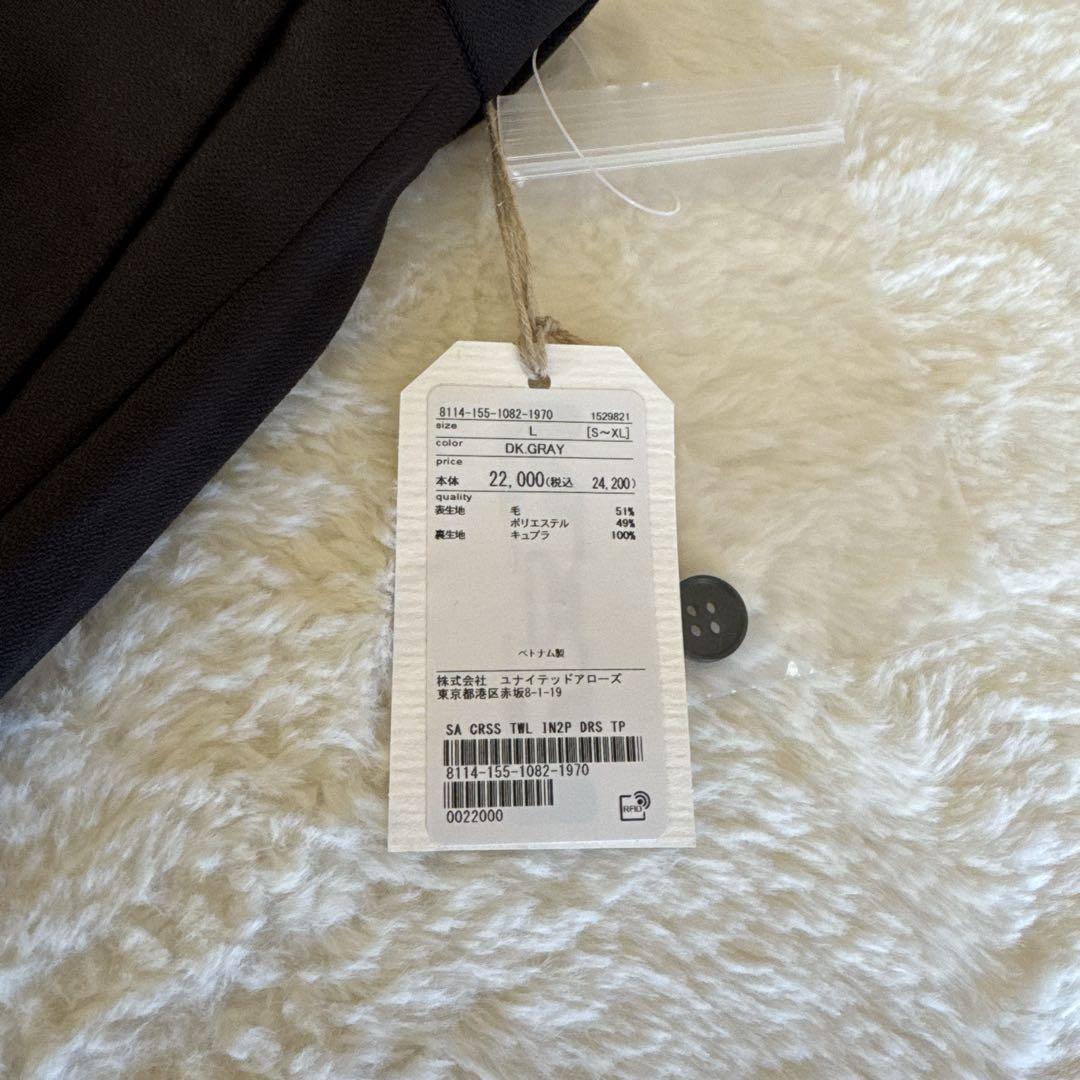 8114-155-1082-1970 1529821
size L [S~XL]
color DK.GRAY
price
本体 22,000(税込 24,200)
quality
表生地 毛 51%
ポリエステル 49%
裏生地 キュプラ 100%
ベトナム製
株式会社 ユナイテッドアローズ
東京都港区赤坂8-1-19
SA CRSS TWL IN2P DRS TP
8114-155-1082-1970
0022000
RFID